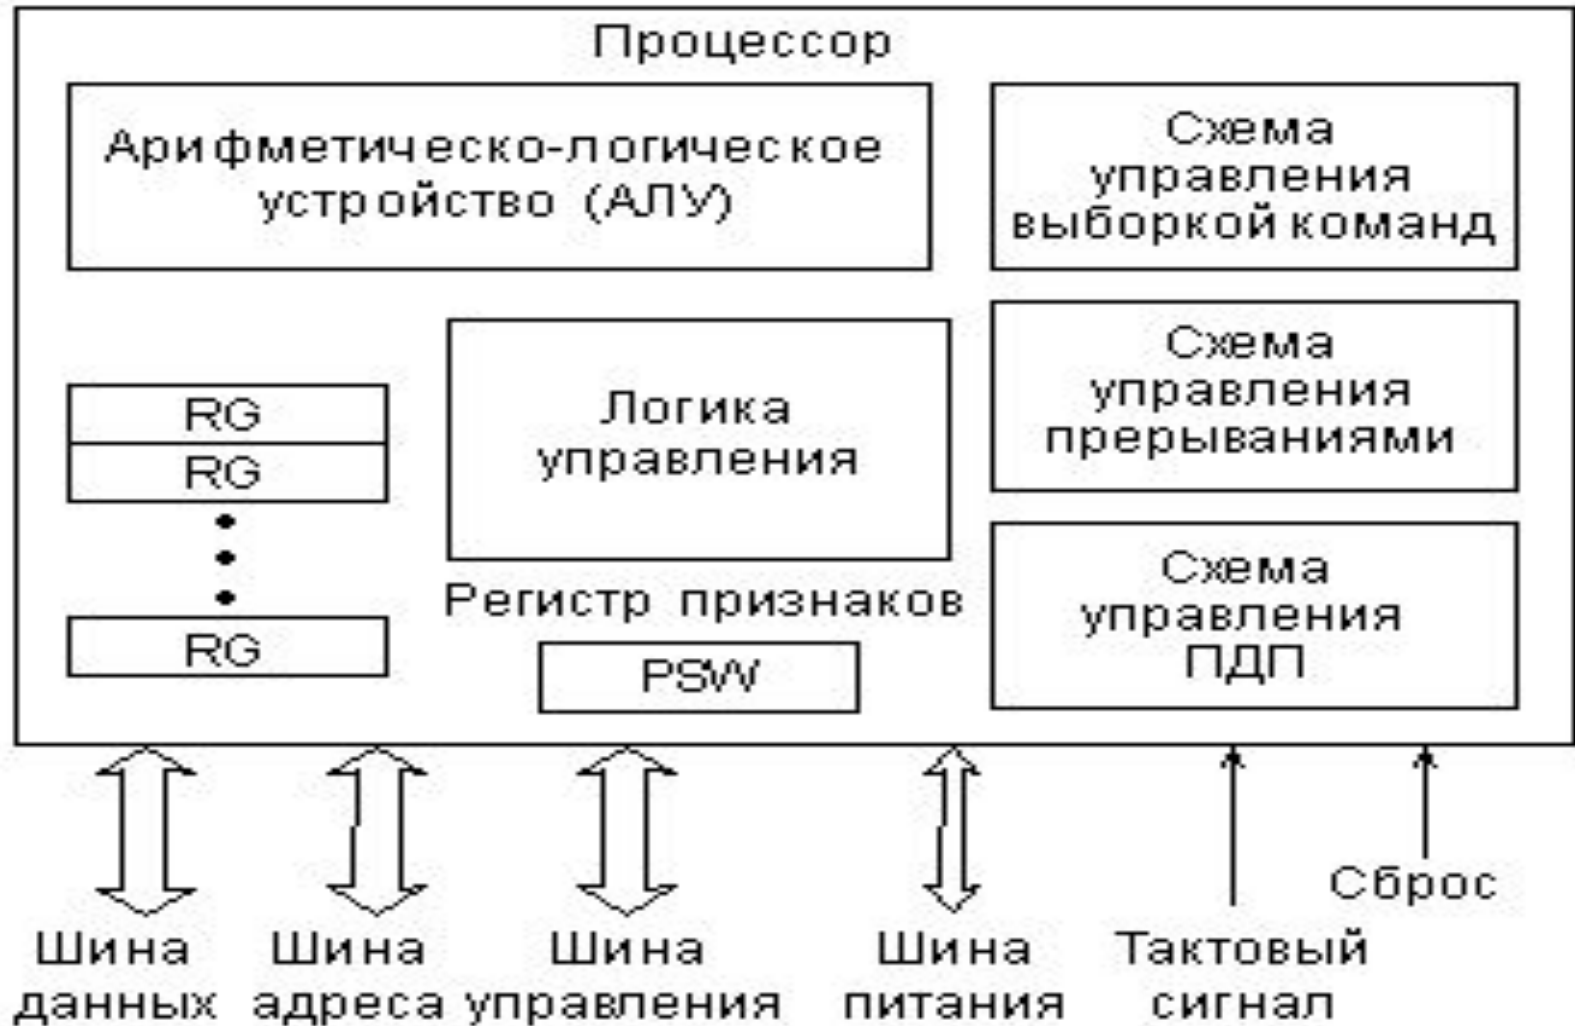 Процессор
Арифметическо-логическое
устройство (АЛУ)
Схема
управления
выборкой команд
Логика
управления
Схема
управления
прерываниями
RG
RG
RG
Регистр признаков
PSW
Схема
управления
ПДП
Шина
данных
Шина
адреса
Шина
управления
Шина
питания
Тактовый
сигнал
Сброс